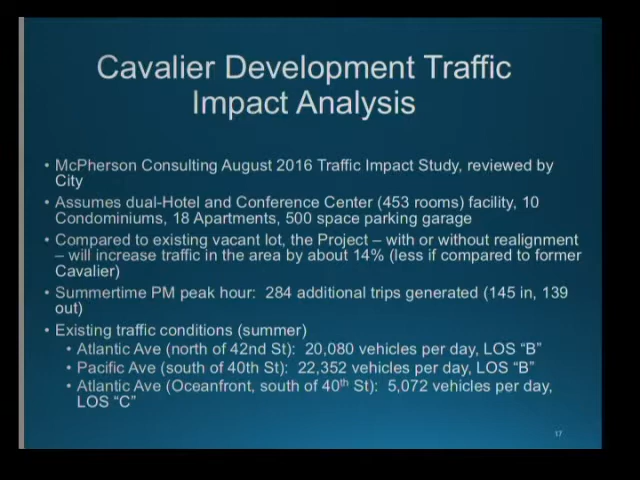 Cavalier Development Traffic
Impact Analysis
• McPherson Consulting August 2016 Traffic Impact Study, reviewed by
City
• Assumes dual-Hotel and Conference Center (453 rooms) facility, 10
Condominiums, 18 Apartments, 500 space parking garage
• Compared to existing vacant lot, the Project – with or without realignment
– will increase traffic in the area by about 14% (less if compared to former
Cavalier)
• Summertime PM peak hour: 284 additional trips generated (145 in, 139
out)
• Existing traffic conditions (summer)
• Atlantic Ave (north of 42nd St): 20,080 vehicles per day, LOS “B”
• Pacific Ave (south of 40th St): 22,352 vehicles per day, LOS “B”
• Atlantic Ave (Oceanfront, south of 40th St): 5,072 vehicles per day,
LOS “C”
17